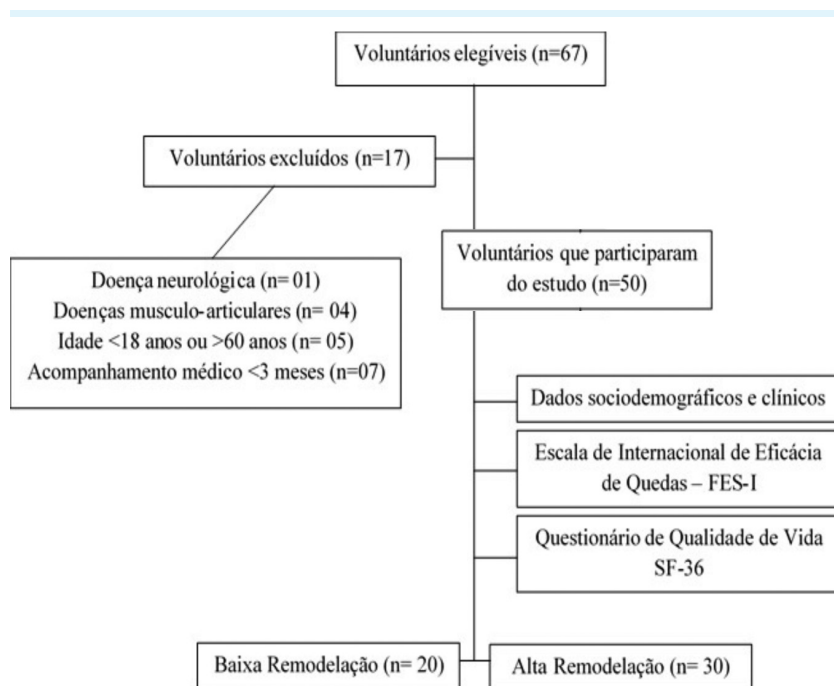 Voluntários elegíveis (n=67)
Voluntários excluídos (n=17)
Doença neurológica (n= 01)
Doenças musculo-articulares (n= 04)
Idade <18 anos ou >60 anos (n= 05)
Acompanhamento médico <3 meses (n=07)
Voluntários que participaram
do estudo (n=50)
Dados sociodemográficos e clínicos
Escala de Internacional de Eficácia
de Quedas – FES-I
Questionário de Qualidade de Vida
SF-36
Baixa Remodelação (n= 20)
Alta Remodelação (n= 30)